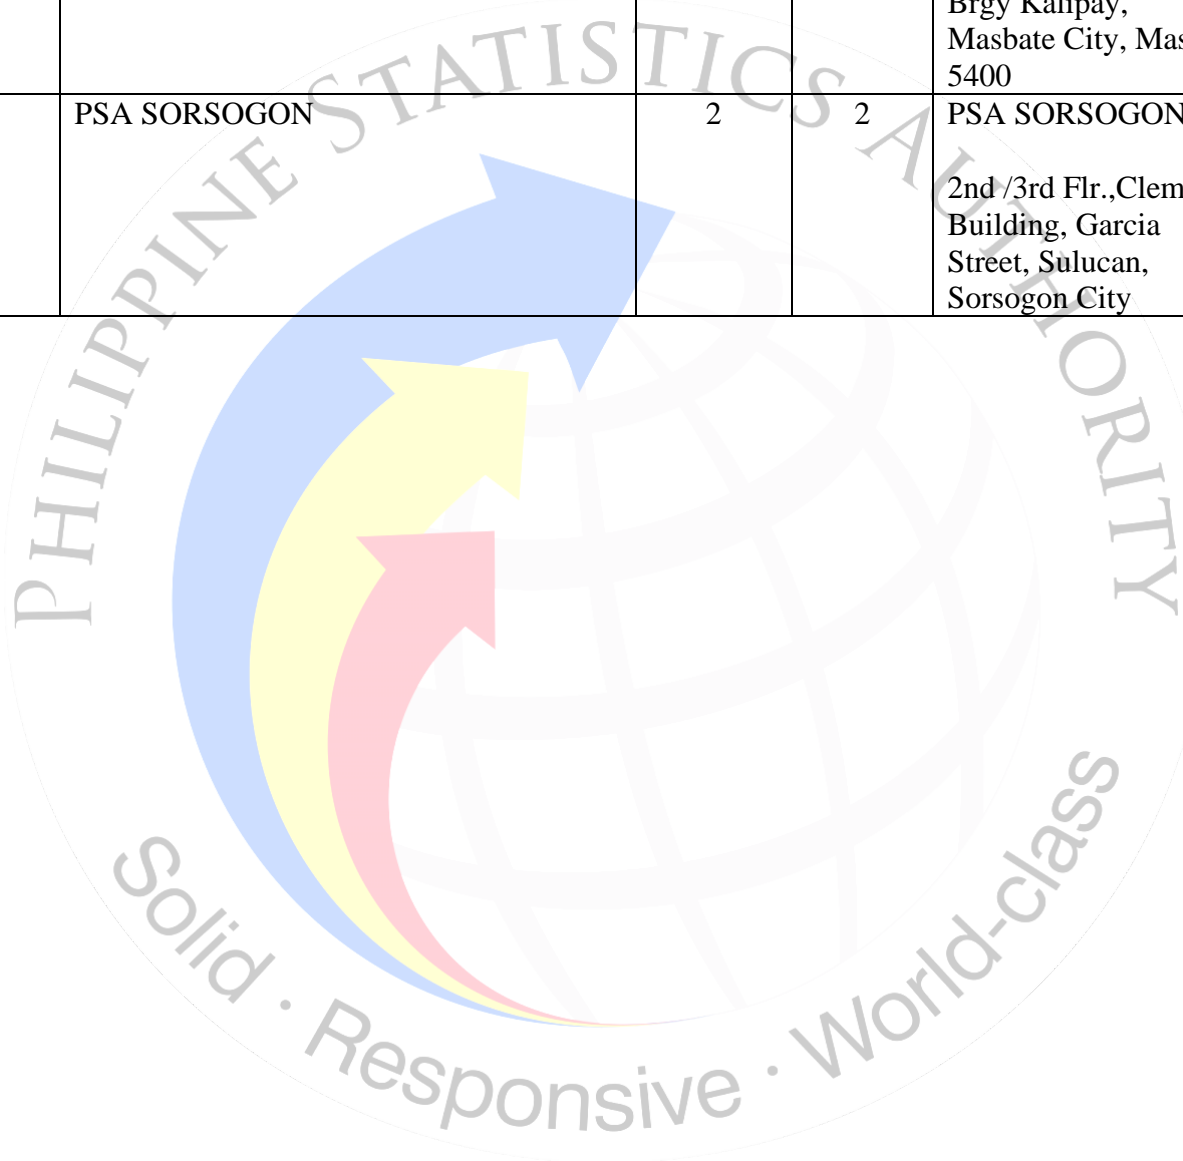 Brgy Kalipay,
Masbate City, Mas
5400
PSA SORSOGON 2 2 PSA SORSOGON
2nd /3rd Flr.,Clem
Building, Garcia
Street, Sulucan,
Sorsogon City
PHILIPPINE STATISTICS AUTHORITY
Solid · Responsive · World-class